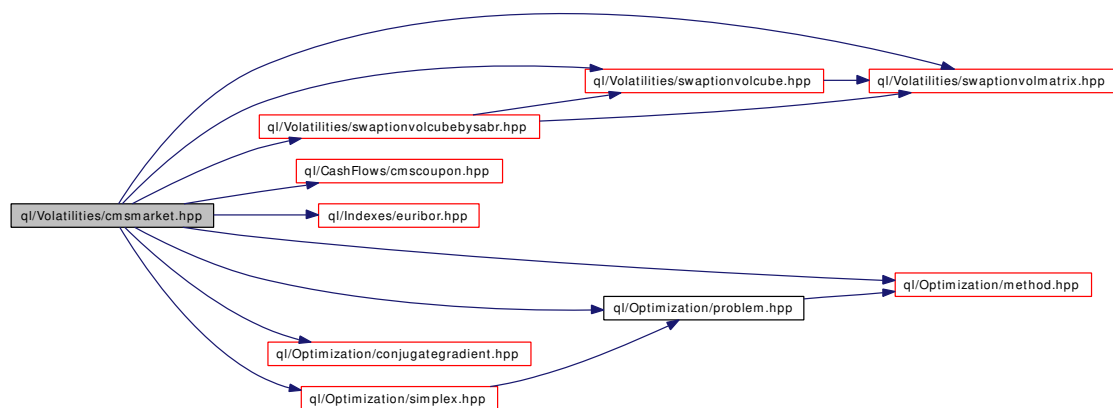 ql/Volatilities/swaptionvolcube.hpp
ql/Volatilities/swaptionvolmatrix.hpp
ql/Volatilities/swaptionvolcubebysabr.hpp
ql/CashFlows/cmscoupon.hpp
ql/Volatilities/cmsmarket.hpp
ql/Indexes/euribor.hpp
ql/Optimization/method.hpp
ql/Optimization/problem.hpp
ql/Optimization/conjugategradient.hpp
ql/Optimization/simplex.hpp